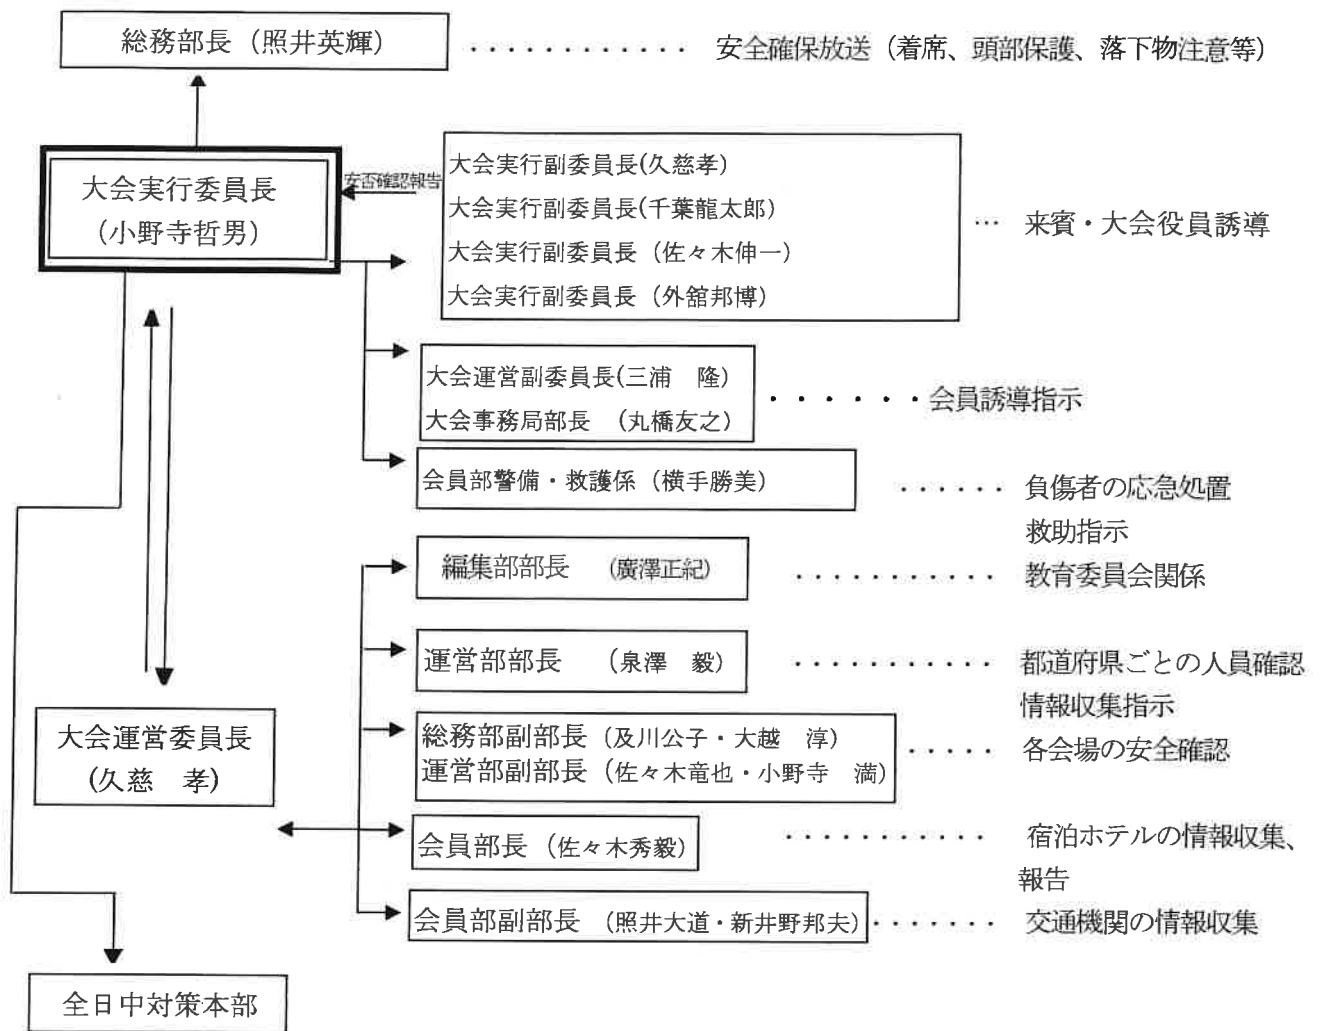 総務部長（照井英輝）
・・・・・・・・・・・・ 安全確保放送（着席、頭部保護、落下物注意等）
大会実行委員長
（小野寺哲男）
安否確認報告
大会実行副委員長(久慈孝）
大会実行副委員長(千葉龍太郎）
大会実行副委員長（佐々木伸一）
大会実行副委員長（外舘邦博）
… 来賓・大会役員誘導
大会運営副委員長(三浦　隆）
大会事務局部長　（丸橋友之）
・・・・・・会員誘導指示
会員部警備・救護係（横手勝美）
・・・・・・ 負傷者の応急処置
救助指示
編集部部長　（廣澤正紀）
・・・・・・・・・・・ 教育委員会関係
運営部部長　（泉澤　毅）
・・・・・・・・・・・ 都道府県ごとの人員確認
情報収集指示
大会運営委員長
（久慈　孝）
総務部副部長（及川公子・大越　淳）
運営部副部長（佐々木竜也・小野寺　満）
・・・・・ 各会場の安全確認
会員部長（佐々木秀毅）
・・・・・・・・・・・ 宿泊ホテルの情報収集、
報告
会員部副部長（照井大道・新井野邦夫）
・・・・・・・ 交通機関の情報収集
全日中対策本部